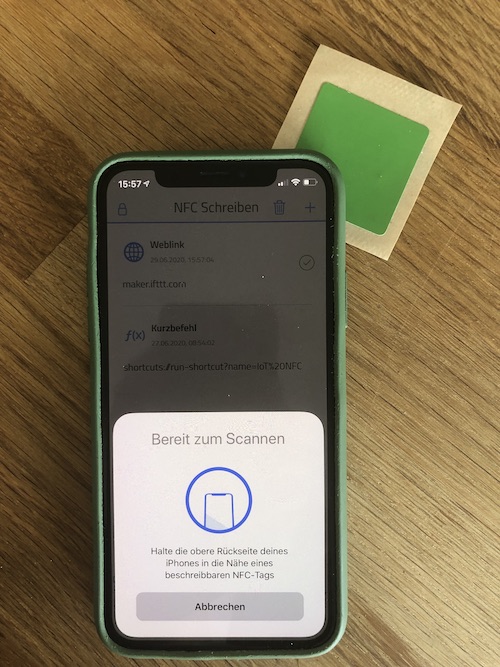 15:57
NFC Schreiben
Weblink
29.06.2020, 15:57:04
maker.ifttt.com
f(x) Kurzbefehl
27.06.2020, 08:54:02
shortcuts://run-shortcut?name=IoT%20NFC
Bereit zum Scannen
Halte die obere Rückseite deines
iPhones in die Nähe eines
beschreibbaren NFC-Tags
Abbrechen